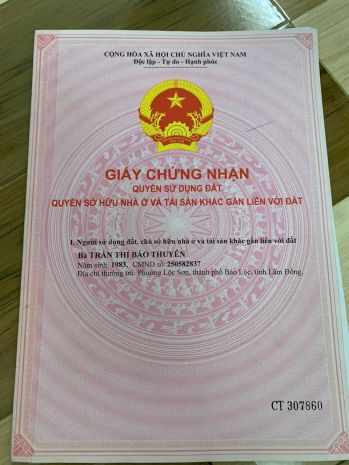 CỘNG HÒA XÃ HỘI CHỦ NGHĨA VIỆT NAM
Độc lập - Tự do - Hạnh phúc
VIỆT NAM
GIẤY CHỨNG NHẬN
QUYỀN SỬ DỤNG ĐẤT
QUYỀN SỞ HỮU NHÀ Ở VÀ TÀI SẢN KHÁC GẮN LIỀN VỚI ĐẤT
I. Người sử dụng đất, chủ sở hữu nhà ở và tài sản khác gắn liền với đất
Bà TRẦN THỊ BẢO THUYÊN
Năm sinh: 1983, CMND số: 250582837
Địa chỉ thường trú: Phường Lộc Sơn, thành phố Bảo Lộc, tỉnh Lâm Đồng.
CT 307860